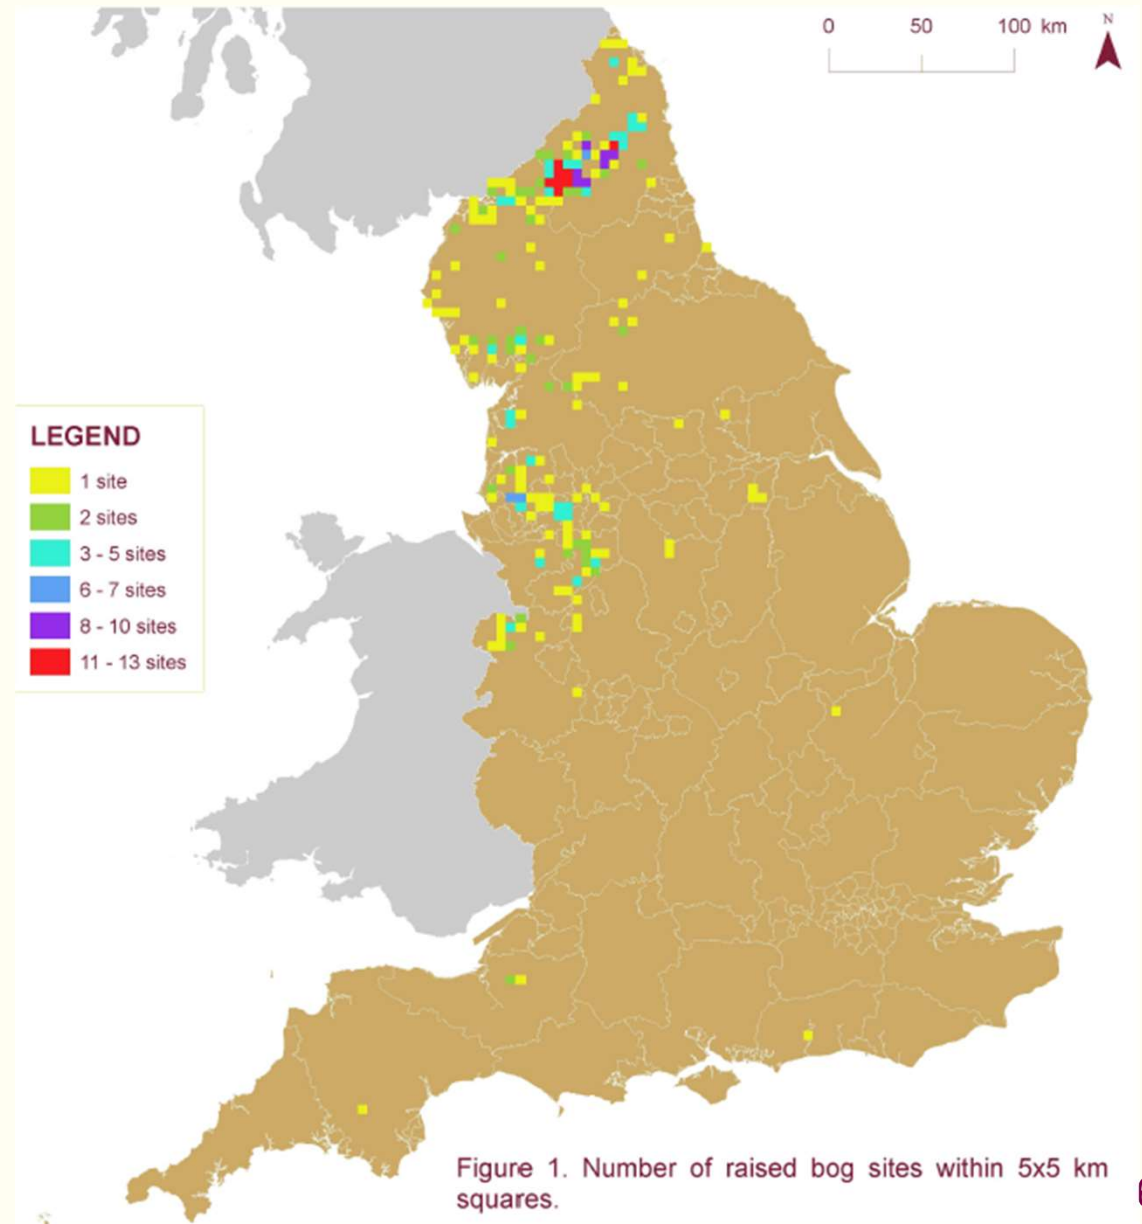 0 50 100 km
N
LEGEND
1 site
2 sites
3 - 5 sites
6 - 7 sites
8 - 10 sites
11 - 13 sites
Figure 1. Number of raised bog sites within 5x5 km
squares.